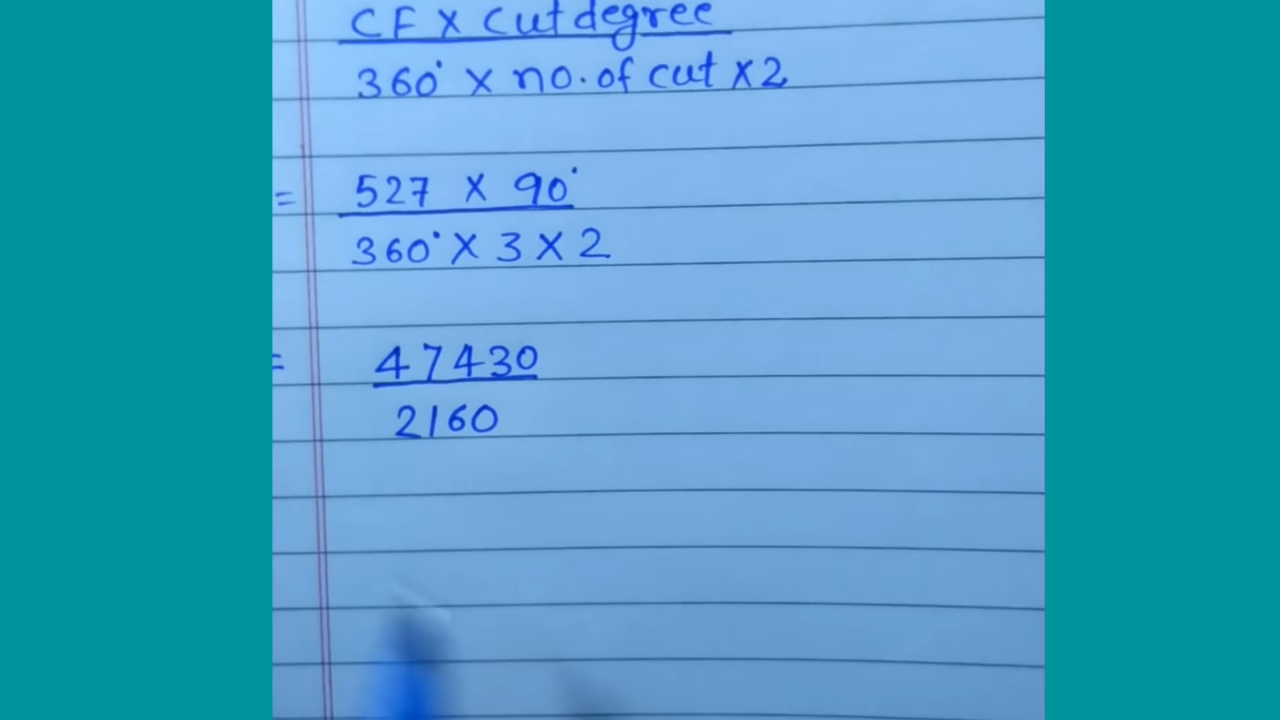 CF X Cut degree
360° X no. of cut X 2
= 527 X 90°
360° X 3 X 2
= 47430
2160